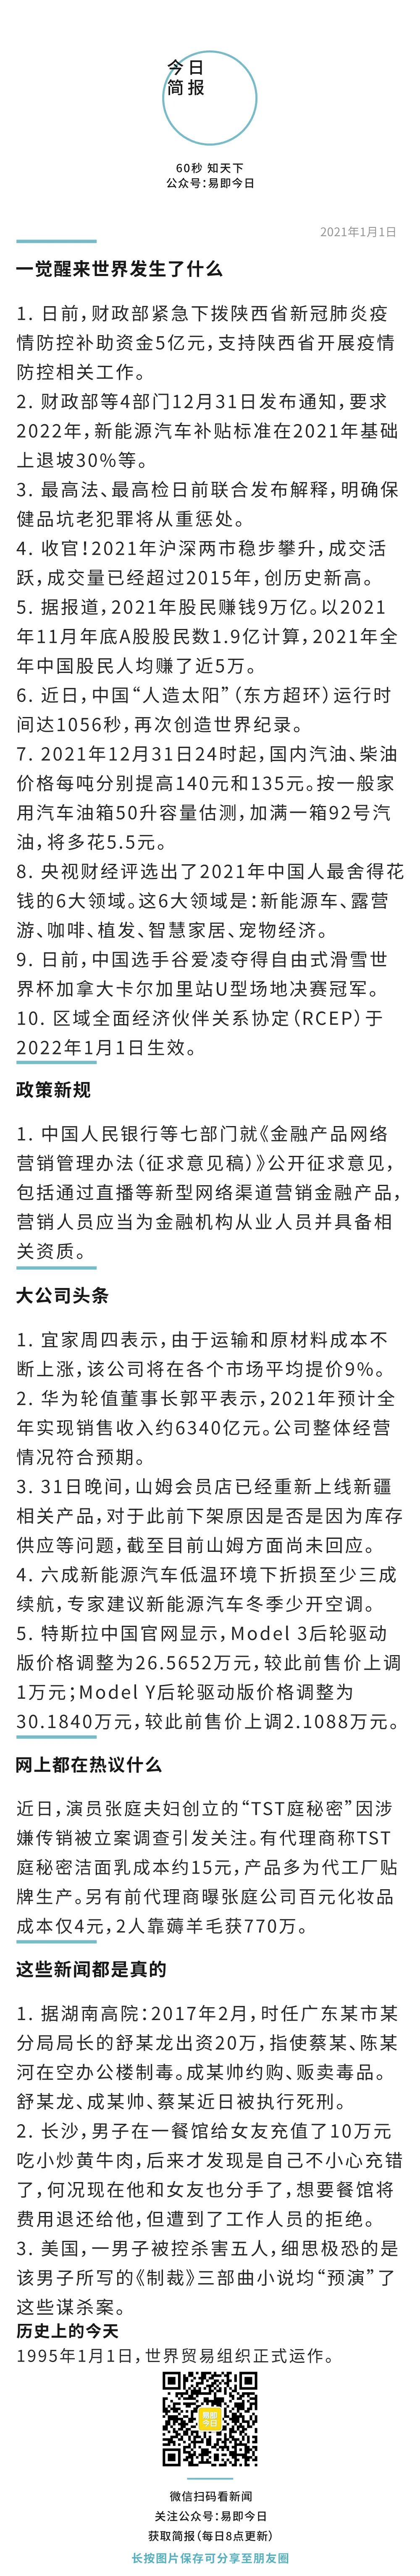 今日
简报
60秒 知天下
公众号：易即今日
2021年1月1日
一觉醒来世界发生了什么
1. 日前，财政部紧急下拨陕西省新冠肺炎疫
情防控补助资金5亿元，支持陕西省开展疫情
防控相关工作。
2. 财政部等4部门12月31日发布通知，要求
2022年，新能源汽车补贴标准在2021年基础
上退坡30%等。
3. 最高法、最高检日前联合发布解释，明确保
健品坑老犯罪将从重惩处。
4. 收官！2021年沪深两市稳步攀升，成交活
跃，成交量已经超过2015年，创历史新高。
5. 据报道，2021年股民赚钱9万亿。以2021
年11月年底A股股民数1.9亿计算，2021年全
年中国股民人均赚了近5万。
6. 近日，中国“人造太阳”（东方超环）运行时
间达1056秒，再次创造世界纪录。
7. 2021年12月31日24时起，国内汽油、柴油
价格每吨分别提高140元和135元。按一般家
用汽车油箱50升容量估测，加满一箱92号汽
油，将多花5.5元。
8. 央视财经评选出了2021年中国人最舍得花
钱的6大领域。这6大领域是：新能源车、露营
游、咖啡、植发、智慧家居、宠物经济。
9. 日前，中国选手谷爱凌夺得自由式滑雪世
界杯加拿大卡尔加里站U型场地决赛冠军。
10. 区域全面经济伙伴关系协定（RCEP）于
2022年1月1日生效。
政策新规
1. 中国人民银行等七部门就《金融产品网络
营销管理办法（征求意见稿）》公开征求意见，
包括通过直播等新型网络渠道营销金融产品，
营销人员应当为金融机构从业人员并具备相
关资质。
大公司头条
1. 宜家周四表示，由于运输和原材料成本不
断上涨，该公司将在各个市场平均提价9%。
2. 华为轮值董事长郭平表示，2021年预计全
年实现销售收入约6340亿元。公司整体经营
情况符合预期。
3. 31日晚间，山姆会员店已经重新上线新疆
相关产品，对于此前下架原因是否是因为库存
供应等问题，截至目前山姆方面尚未回应。
4. 六成新能源汽车低温环境下折损至少三成
续航，专家建议新能源汽车冬季少开空调。
5. 特斯拉中国官网显示，Model 3后轮驱动
版价格调整为26.5652万元，较此前售价上调
1万元；Model Y后轮驱动版价格调整为
30.1840万元，较此前售价上调2.1088万元。
网上都在热议什么
近日，演员张庭夫妇创立的“TST庭秘密”因涉
嫌传销被立案调查引发关注。有代理商称TST
庭秘密洁面乳成本约15元，产品多为代工厂贴
牌生产。另有前代理商曝张庭公司百元化妆品
成本仅4元，2人靠薅羊毛获770万。
这些新闻都是真的
1. 据湖南高院：2017年2月，时任广东某市某
分局局长的舒某龙出资20万，指使蔡某、陈某
河在空办公楼制毒。成某帅约购、贩卖毒品。
舒某龙、成某帅、蔡某近日被执行死刑。
2. 长沙，男子在一餐馆给女友充值了10万元
吃小炒黄牛肉，后来才发现是自己不小心充错
了，何况现在他和女友也分手了，想要餐馆将
费用退还给他，但遭到了工作人员的拒绝。
3. 美国，一男子被控杀害五人，细思极恐的是
该男子所写的《制裁》三部曲小说均“预演”了
这些谋杀案。
历史上的今天
1995年1月1日，世界贸易组织正式运作。
易即
今日
微信扫码看新闻
关注公众号：易即今日
获取简报（每日8点更新）
长按图片保存可分享至朋友圈